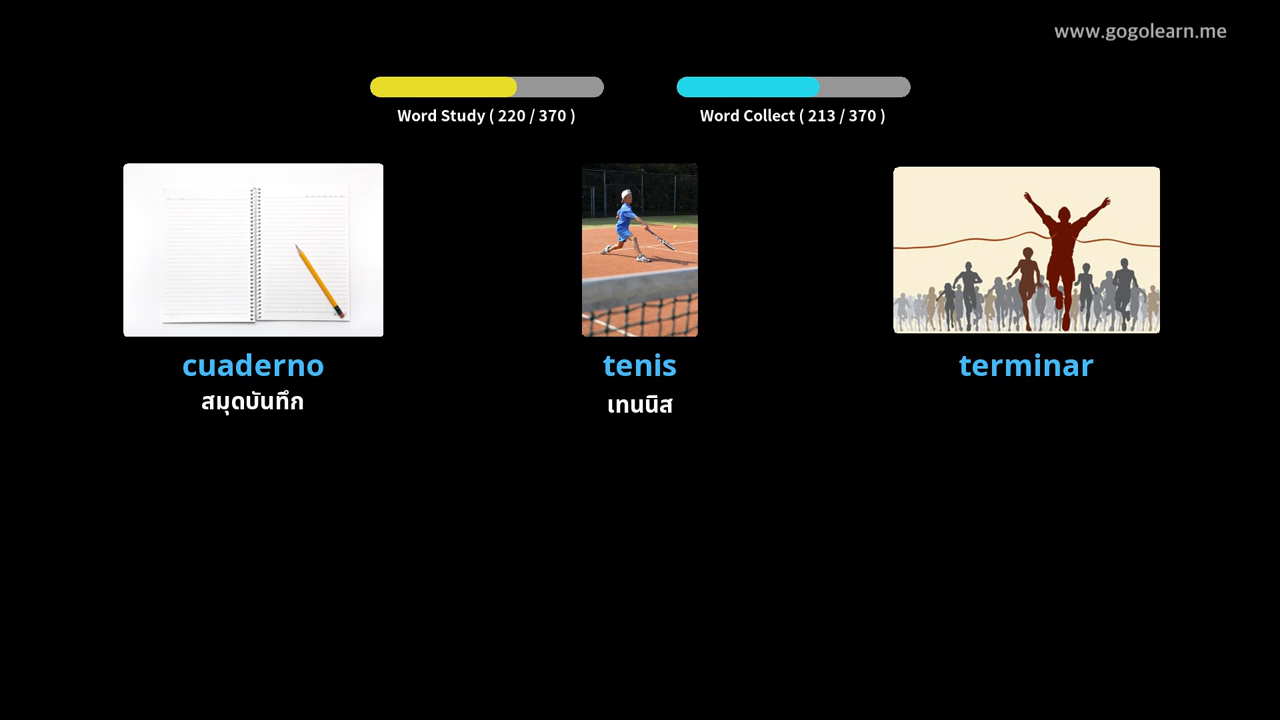 www.gogolearn.me
Word Study ( 220 / 370 )
Word Collect ( 213 / 370 )
cuaderno
สมุดบันทึก
tenis
เทนนิส
terminar